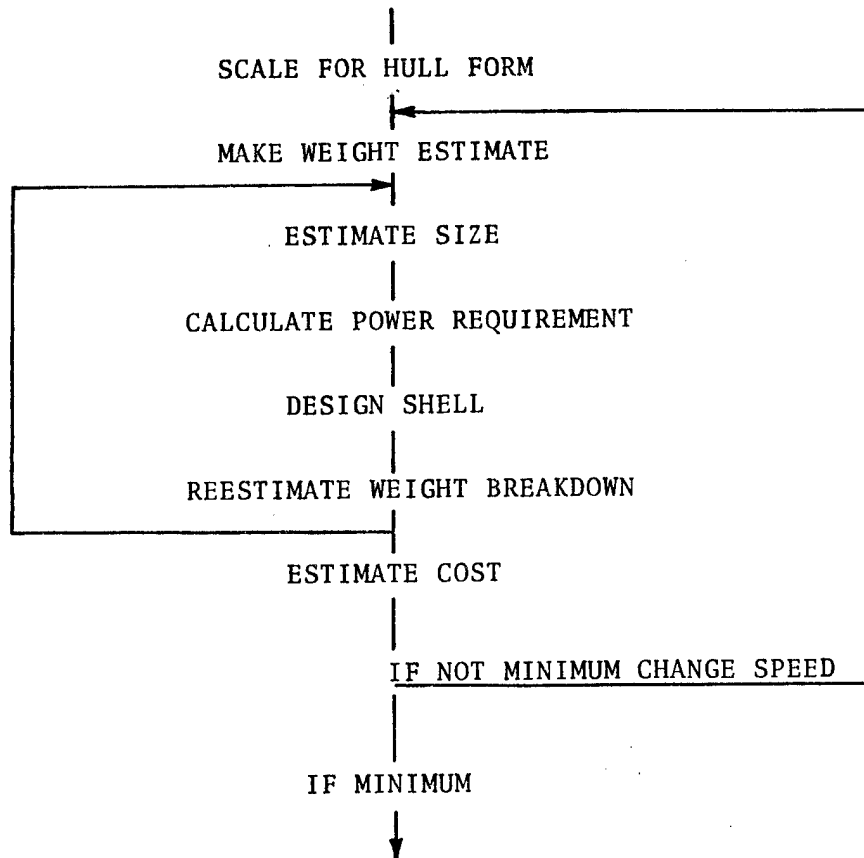 SCALE FOR HULL FORM
MAKE WEIGHT ESTIMATE
ESTIMATE SIZE
CALCULATE POWER REQUIREMENT
DESIGN SHELL
REESTIMATE WEIGHT BREAKDOWN
ESTIMATE COST
IF NOT MINIMUM CHANGE SPEED
IF MINIMUM